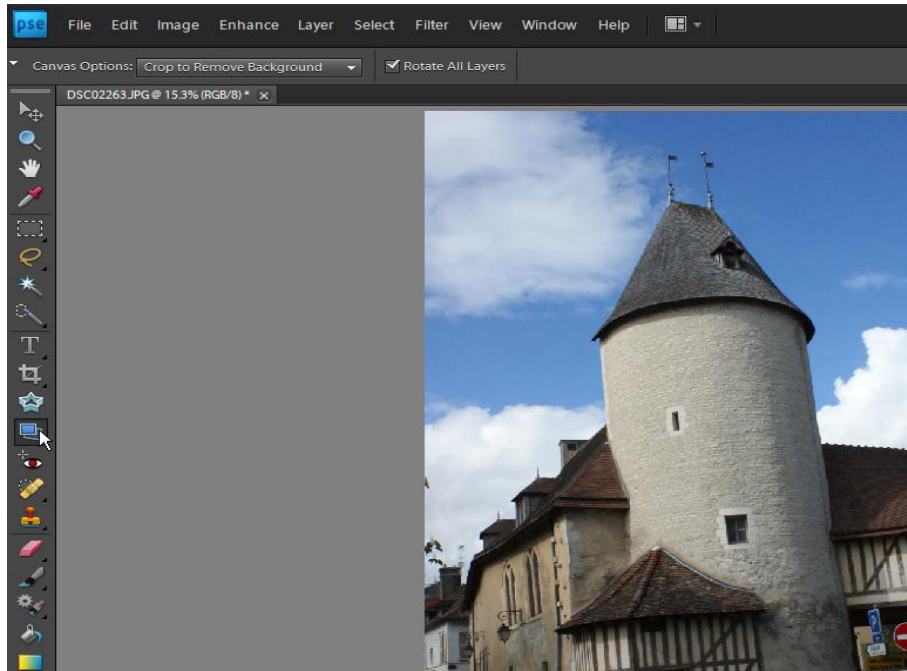 pse File Edit Image Enhance Layer Select Filter View Window Help
Canvas Options: Crop to Remove Background Rotate All Layers
DSC02263.JPG @ 15.3% (RGB/8) * x
T
P